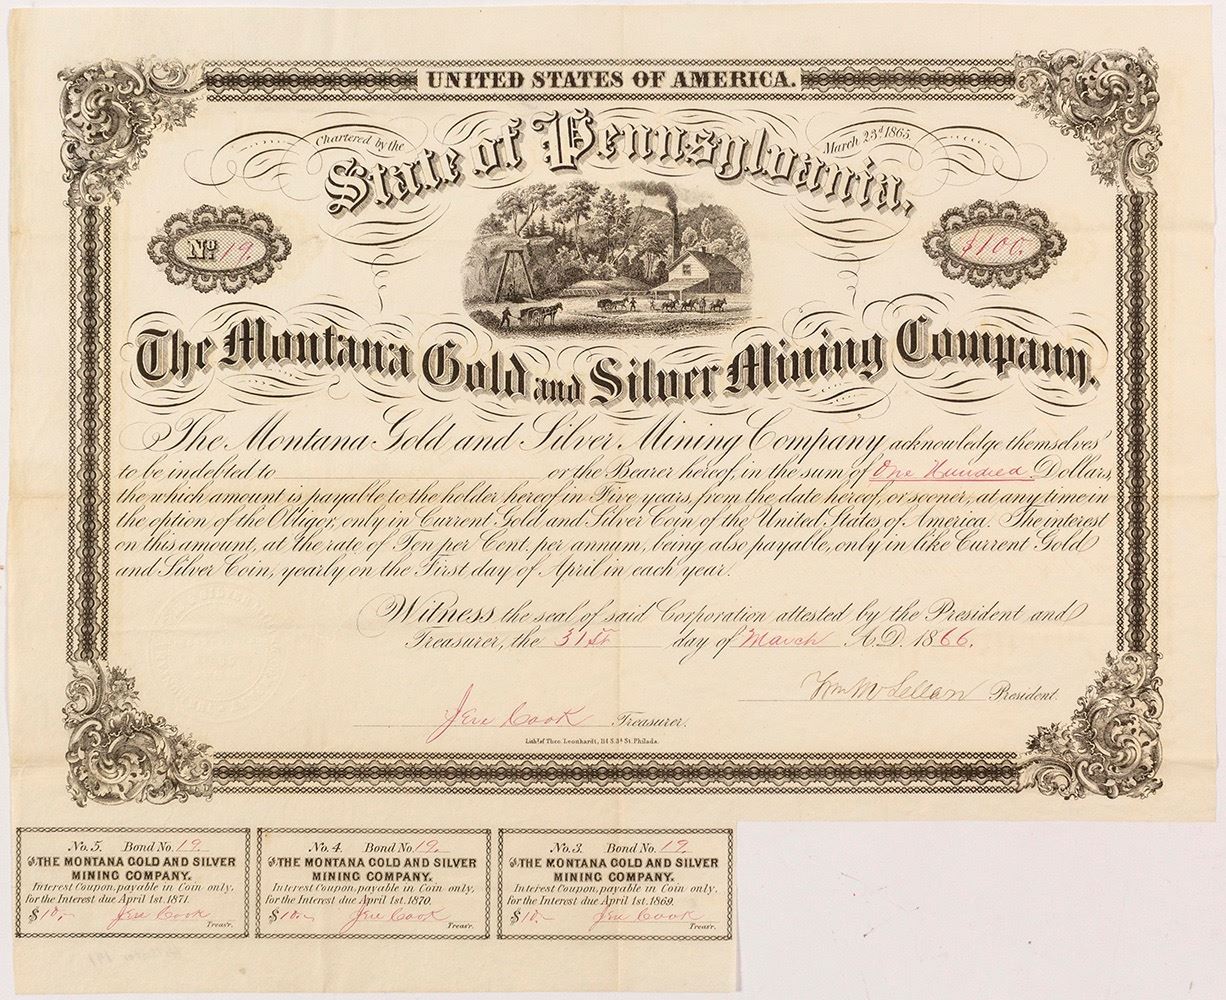 UNITED STATES OF AMERICA.
Chartered by the
March 23d 1865.
State of Pennsylvania,
No. 19.
$100.
The Montana Gold and Silver Mining Company.
The Montana Gold and Silver Mining Company, acknowledge themselves
to be indebted to or the Bearer hereof, in the sum of One Hundred Dollars,
the which amount is payable to the holder hereof in Five years, from the date hereof, or sooner, at any time in
the option of the Obligor, only in Current Gold and Silver Coin of the United States of America. The interest
on this amount, at the rate of Ten per Cent. per annum, being also payable, only in like Current Gold
and Silver Coin, yearly on the First day of April in each year.
Witness the seal of said Corporation attested by the President and
Treasurer, the 31st day of March A.D. 1866.
Wm McLellan President.
Jere Cook Treasurer.
Lith. of Theo. Leonhardt, 114 S. 3d St. Philada.
No. 5. Bond No. 19.
THE MONTANA GOLD AND SILVER
MINING COMPANY.
Interest Coupon, payable in Coin only,
for the Interest due April 1st. 1871.
$10.- Jere Cook
Treas'r.
No. 4. Bond No. 19.
THE MONTANA GOLD AND SILVER
MINING COMPANY.
Interest Coupon, payable in Coin only,
for the Interest due April 1st. 1870.
$10.- Jere Cook
Treas'r.
No. 3. Bond No. 19.
THE MONTANA GOLD AND SILVER
MINING COMPANY.
Interest Coupon, payable in Coin only,
for the Interest due April 1st. 1869.
$10.- Jere Cook
Treas'r.